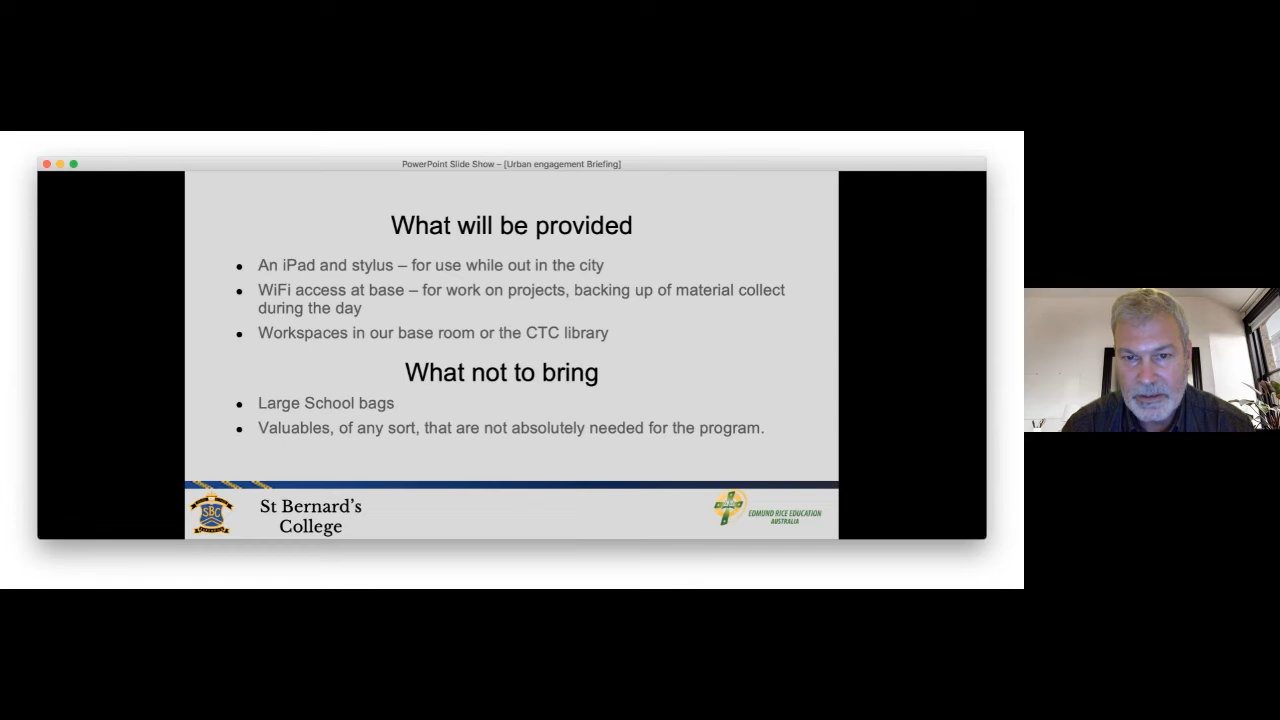 PowerPoint Slide Show – [Urban engagement Briefing]
What will be provided
• An iPad and stylus – for use while out in the city
• WiFi access at base – for work on projects, backing up of material collect
during the day
• Workspaces in our base room or the CTC library
What not to bring
• Large School bags
• Valuables, of any sort, that are not absolutely needed for the program.
SBC
St Bernard's
College
EDMUND RICE EDUCATION
AUSTRALIA